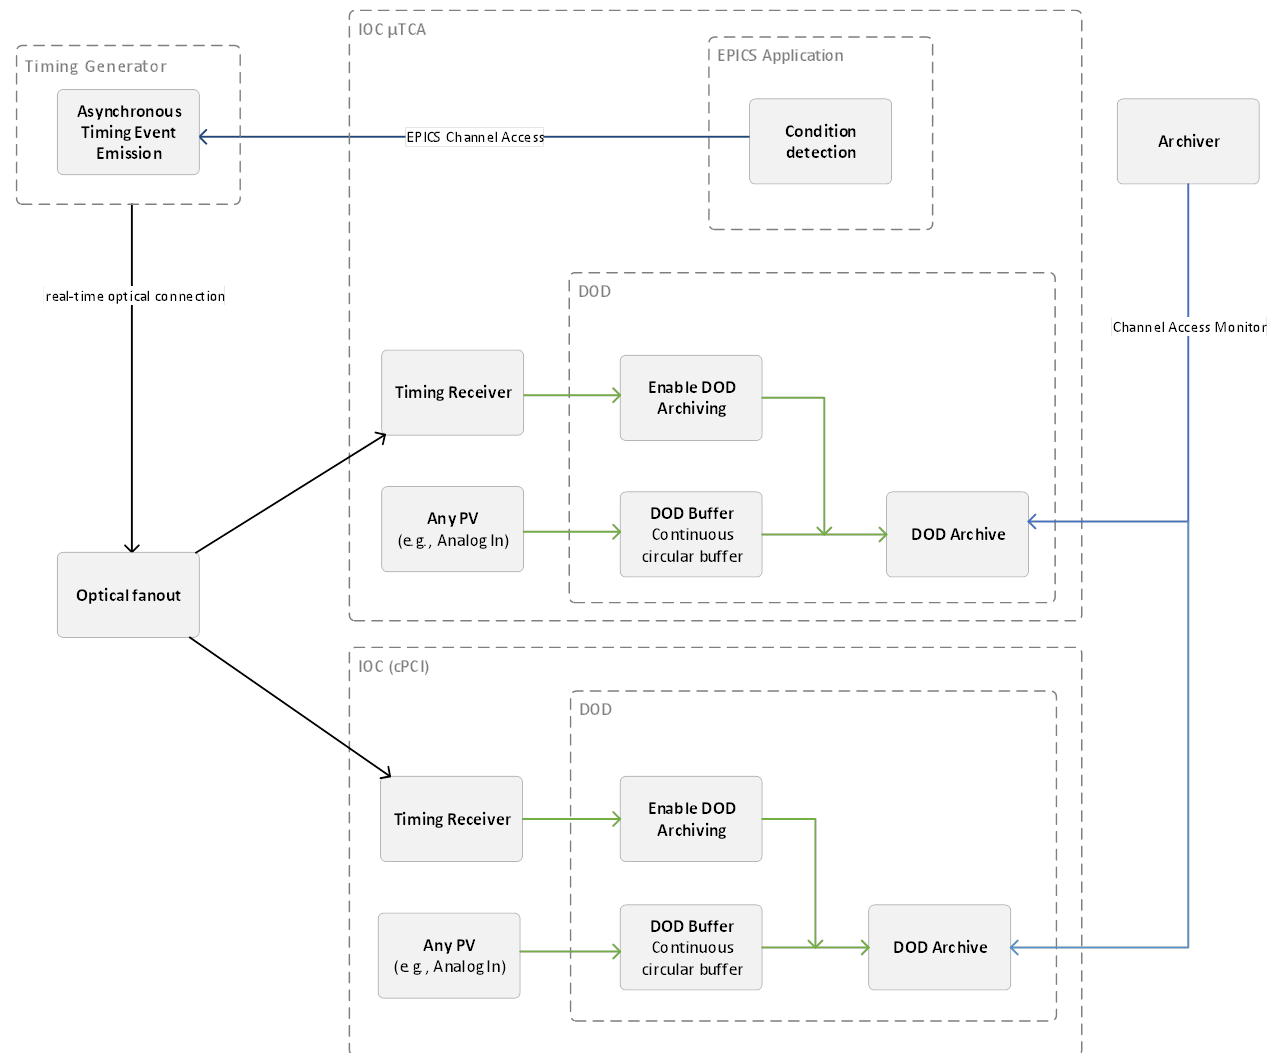 IOC µTCA
Timing Generator
EPICS Application
Asynchronous
Timing Event
Emission
EPICS Channel Access
Condition
detection
Archiver
real-time optical connection
DOD
Channel Access Monitor
Timing Receiver
Enable DOD
Archiving
Any PV
(e.g., Analog In)
DOD Buffer
Continuous
circular buffer
DOD Archive
Optical fanout
IOC (cPCI)
DOD
Timing Receiver
Enable DOD
Archiving
Any PV
(e.g., Analog In)
DOD Buffer
Continuous
circular buffer
DOD Archive